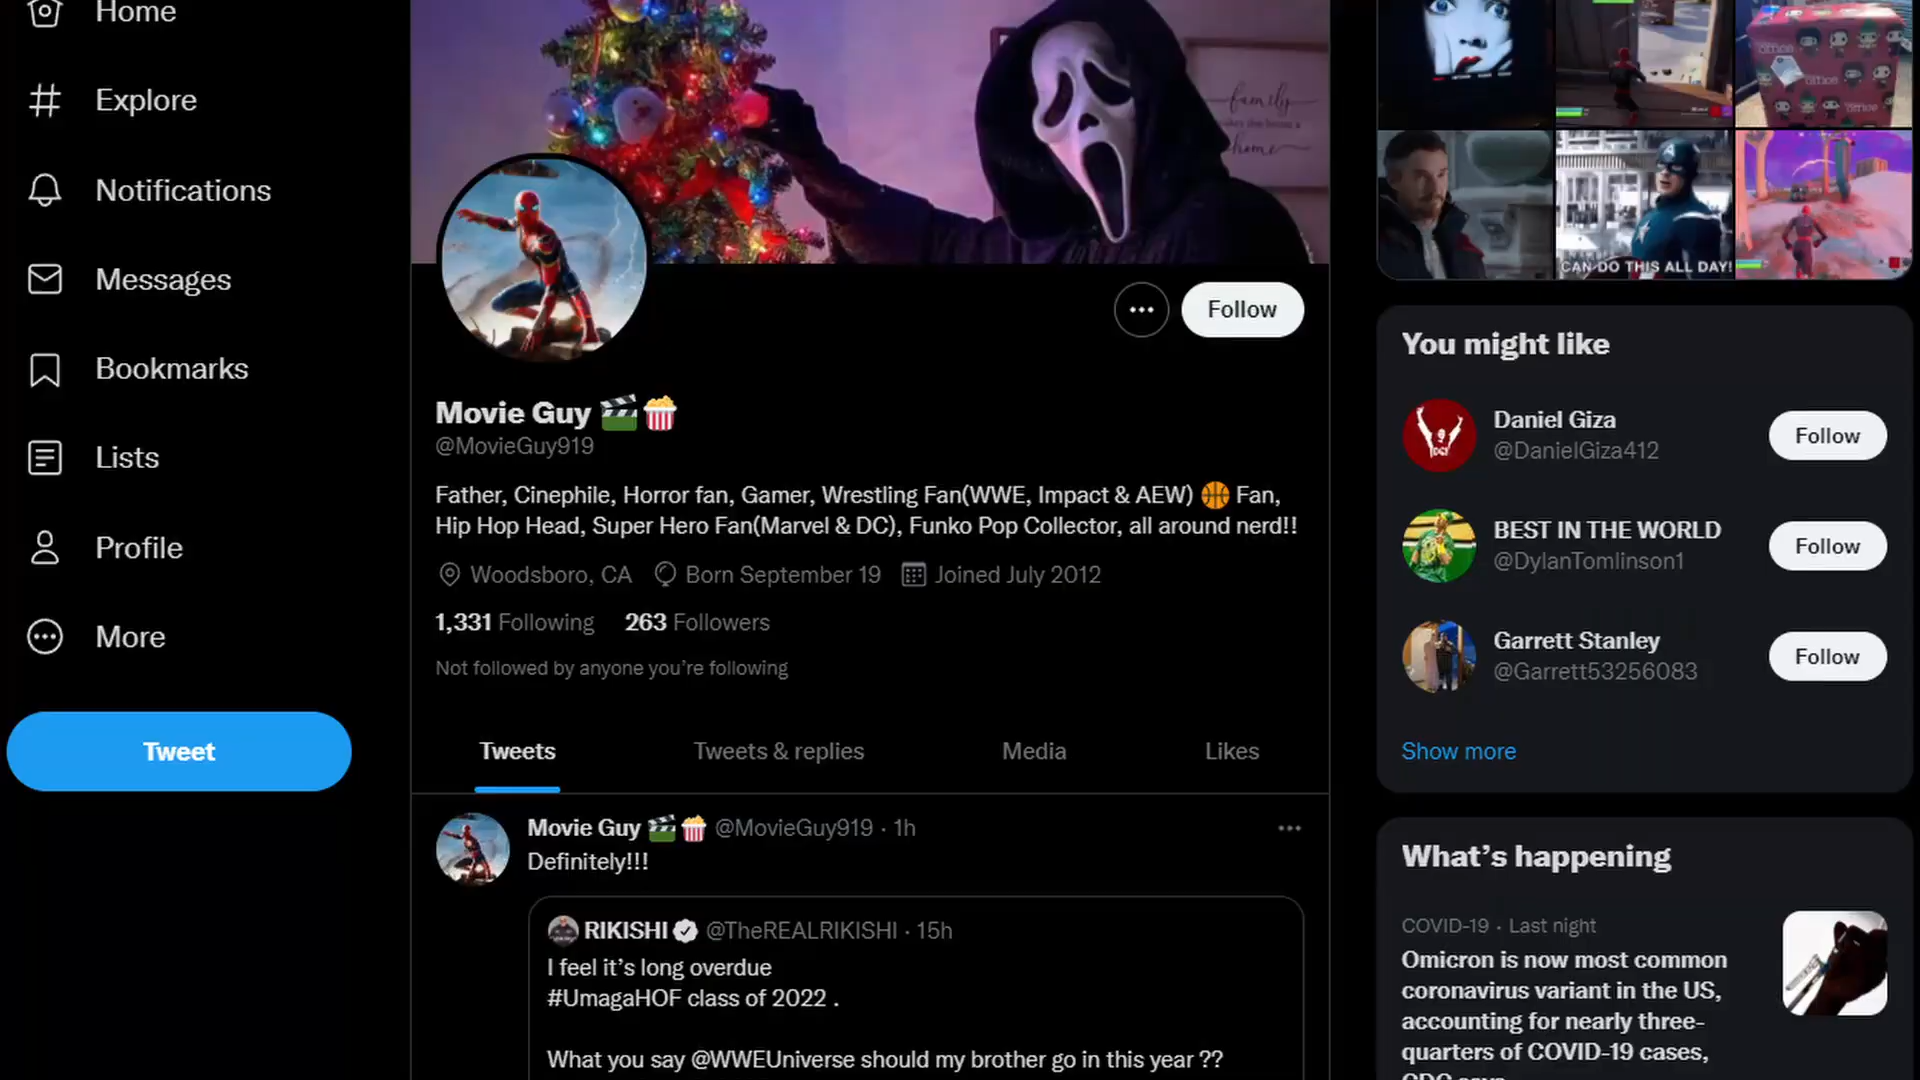 Home
Explore
Notifications
Messages
Bookmarks
Lists
Profile
More
Tweet
family
home
Follow
Movie Guy 🎬🍿
@MovieGuy919
Father, Cinephile, Horror fan, Gamer, Wrestling Fan(WWE, Impact & AEW) 🏀 Fan,
Hip Hop Head, Super Hero Fan(Marvel & DC), Funko Pop Collector, all around nerd!!
Woodsboro, CA Born September 19 Joined July 2012
1,331 Following 263 Followers
Not followed by anyone you’re following
Tweets Tweets & replies Media Likes
Movie Guy 🎬🍿 @MovieGuy919 · 1h
Definitely!!!
RIKISHI @TheREALRIKISHI · 15h
I feel it’s long overdue
#UmagaHOF class of 2022 .
What you say @WWEUniverse should my brother go in this year ??
CAN DO THIS ALL DAY!
You might like
Daniel Giza
@DanielGiza412
Follow
BEST IN THE WORLD
@DylanTomlinson1
Follow
Garrett Stanley
@Garrett53256083
Follow
Show more
What’s happening
COVID-19 · Last night
Omicron is now most common
coronavirus variant in the US,
accounting for nearly three-
quarters of COVID-19 cases,